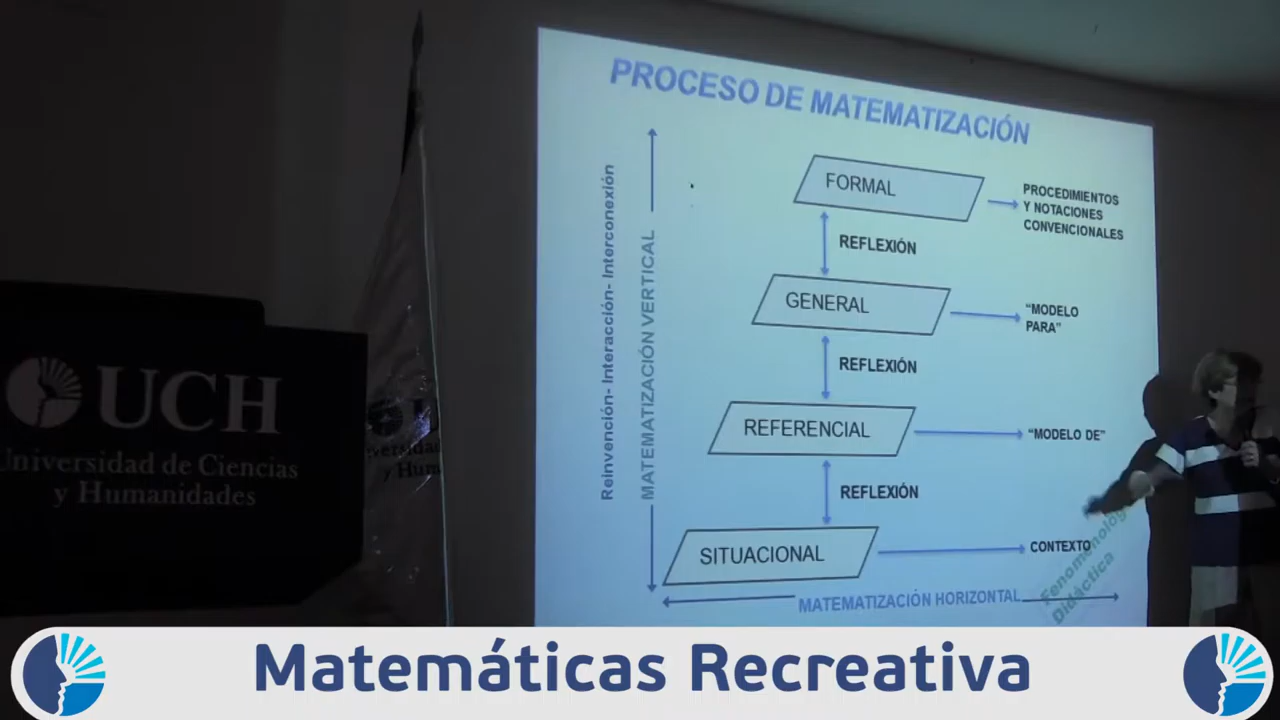 PROCESO DE MATEMATIZACIÓN
Reinvención- Interacción- Interconexión
MATEMATIZACIÓN VERTICAL
FORMAL
PROCEDIMIENTOS
Y NOTACIONES
CONVENCIONALES
REFLEXIÓN
GENERAL
“MODELO
PARA”
REFLEXIÓN
REFERENCIAL
“MODELO DE”
REFLEXIÓN
SITUACIONAL
CONTEXTO
Didáctica
MATEMATIZACIÓN HORIZONTAL
UCH
Universidad de Ciencias
y Humanidades
Matemáticas Recreativa